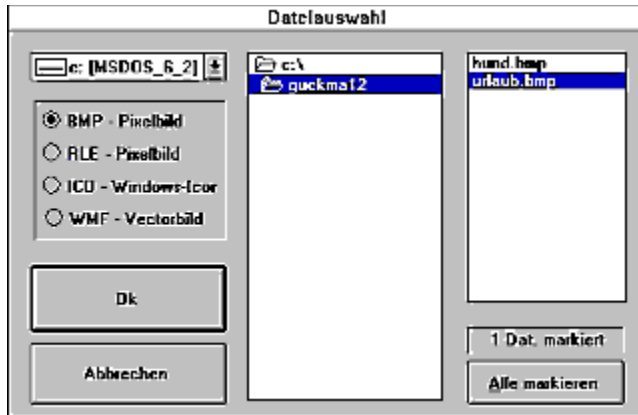 Dateiauswahl
c: [MSDOS_6_2]
BMP - Pixelbild
RLE - Pixelbild
ICO - Windows-Icon
WMF - Vectorbild
Ok
Abbrechen
c:\
guckma12
hund.bmp
urlaub.bmp
1 Dat. markiert
Alle markieren